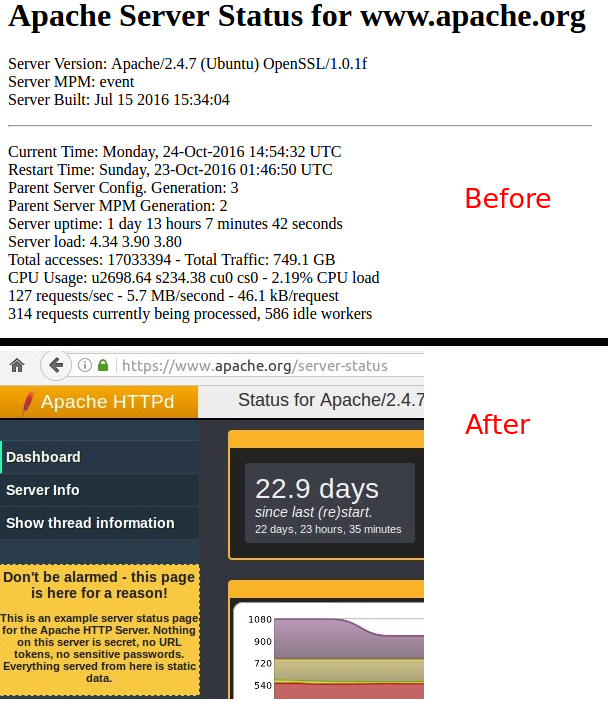 Apache Server Status for www.apache.org
Server Version: Apache/2.4.7 (Ubuntu) OpenSSL/1.0.1f
Server MPM: event
Server Built: Jul 15 2016 15:34:04
Current Time: Monday, 24-Oct-2016 14:54:32 UTC
Restart Time: Sunday, 23-Oct-2016 01:46:50 UTC
Parent Server Config. Generation: 3
Parent Server MPM Generation: 2
Server uptime: 1 day 13 hours 7 minutes 42 seconds
Server load: 4.34 3.90 3.80
Total accesses: 17033394 - Total Traffic: 749.1 GB
CPU Usage: u2698.64 s234.38 cu0 cs0 - 2.19% CPU load
127 requests/sec - 5.7 MB/second - 46.1 kB/request
314 requests currently being processed, 586 idle workers
Before
https://www.apache.org/server-status
Apache HTTPd
Status for Apache/2.4.7
After
Dashboard
Server Info
Show thread information
Don't be alarmed - this page
is here for a reason!
This is an example server status page
for the Apache HTTP Server. Nothing
on this server is secret, no URL
tokens, no sensitive passwords.
Everything served from here is static
data.
22.9 days
since last (re)start.
22 days, 23 hours, 35 minutes
1080
900
720
540